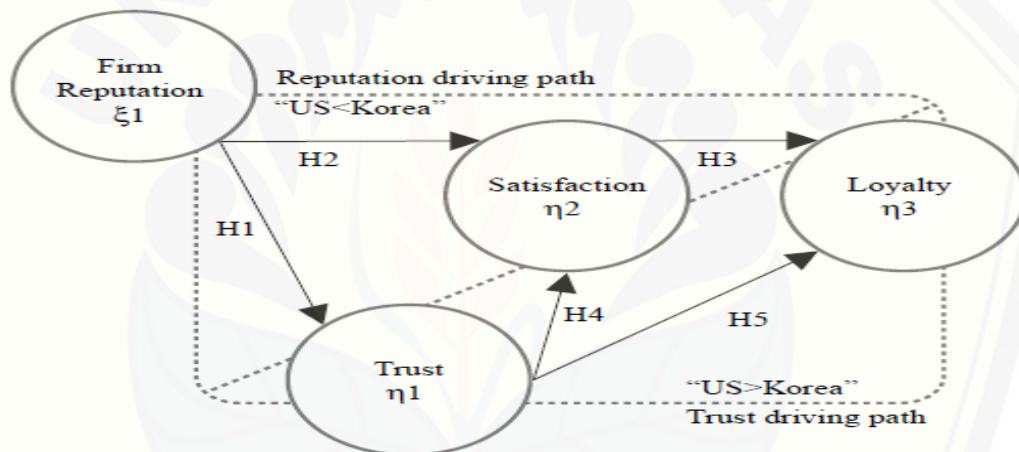 Firm
Reputation
ξ1
Reputation driving path
“US<Korea”
H2
H3
Satisfaction
η2
Loyalty
η3
H1
H4
H5
Trust
η1
“US>Korea”
Trust driving path